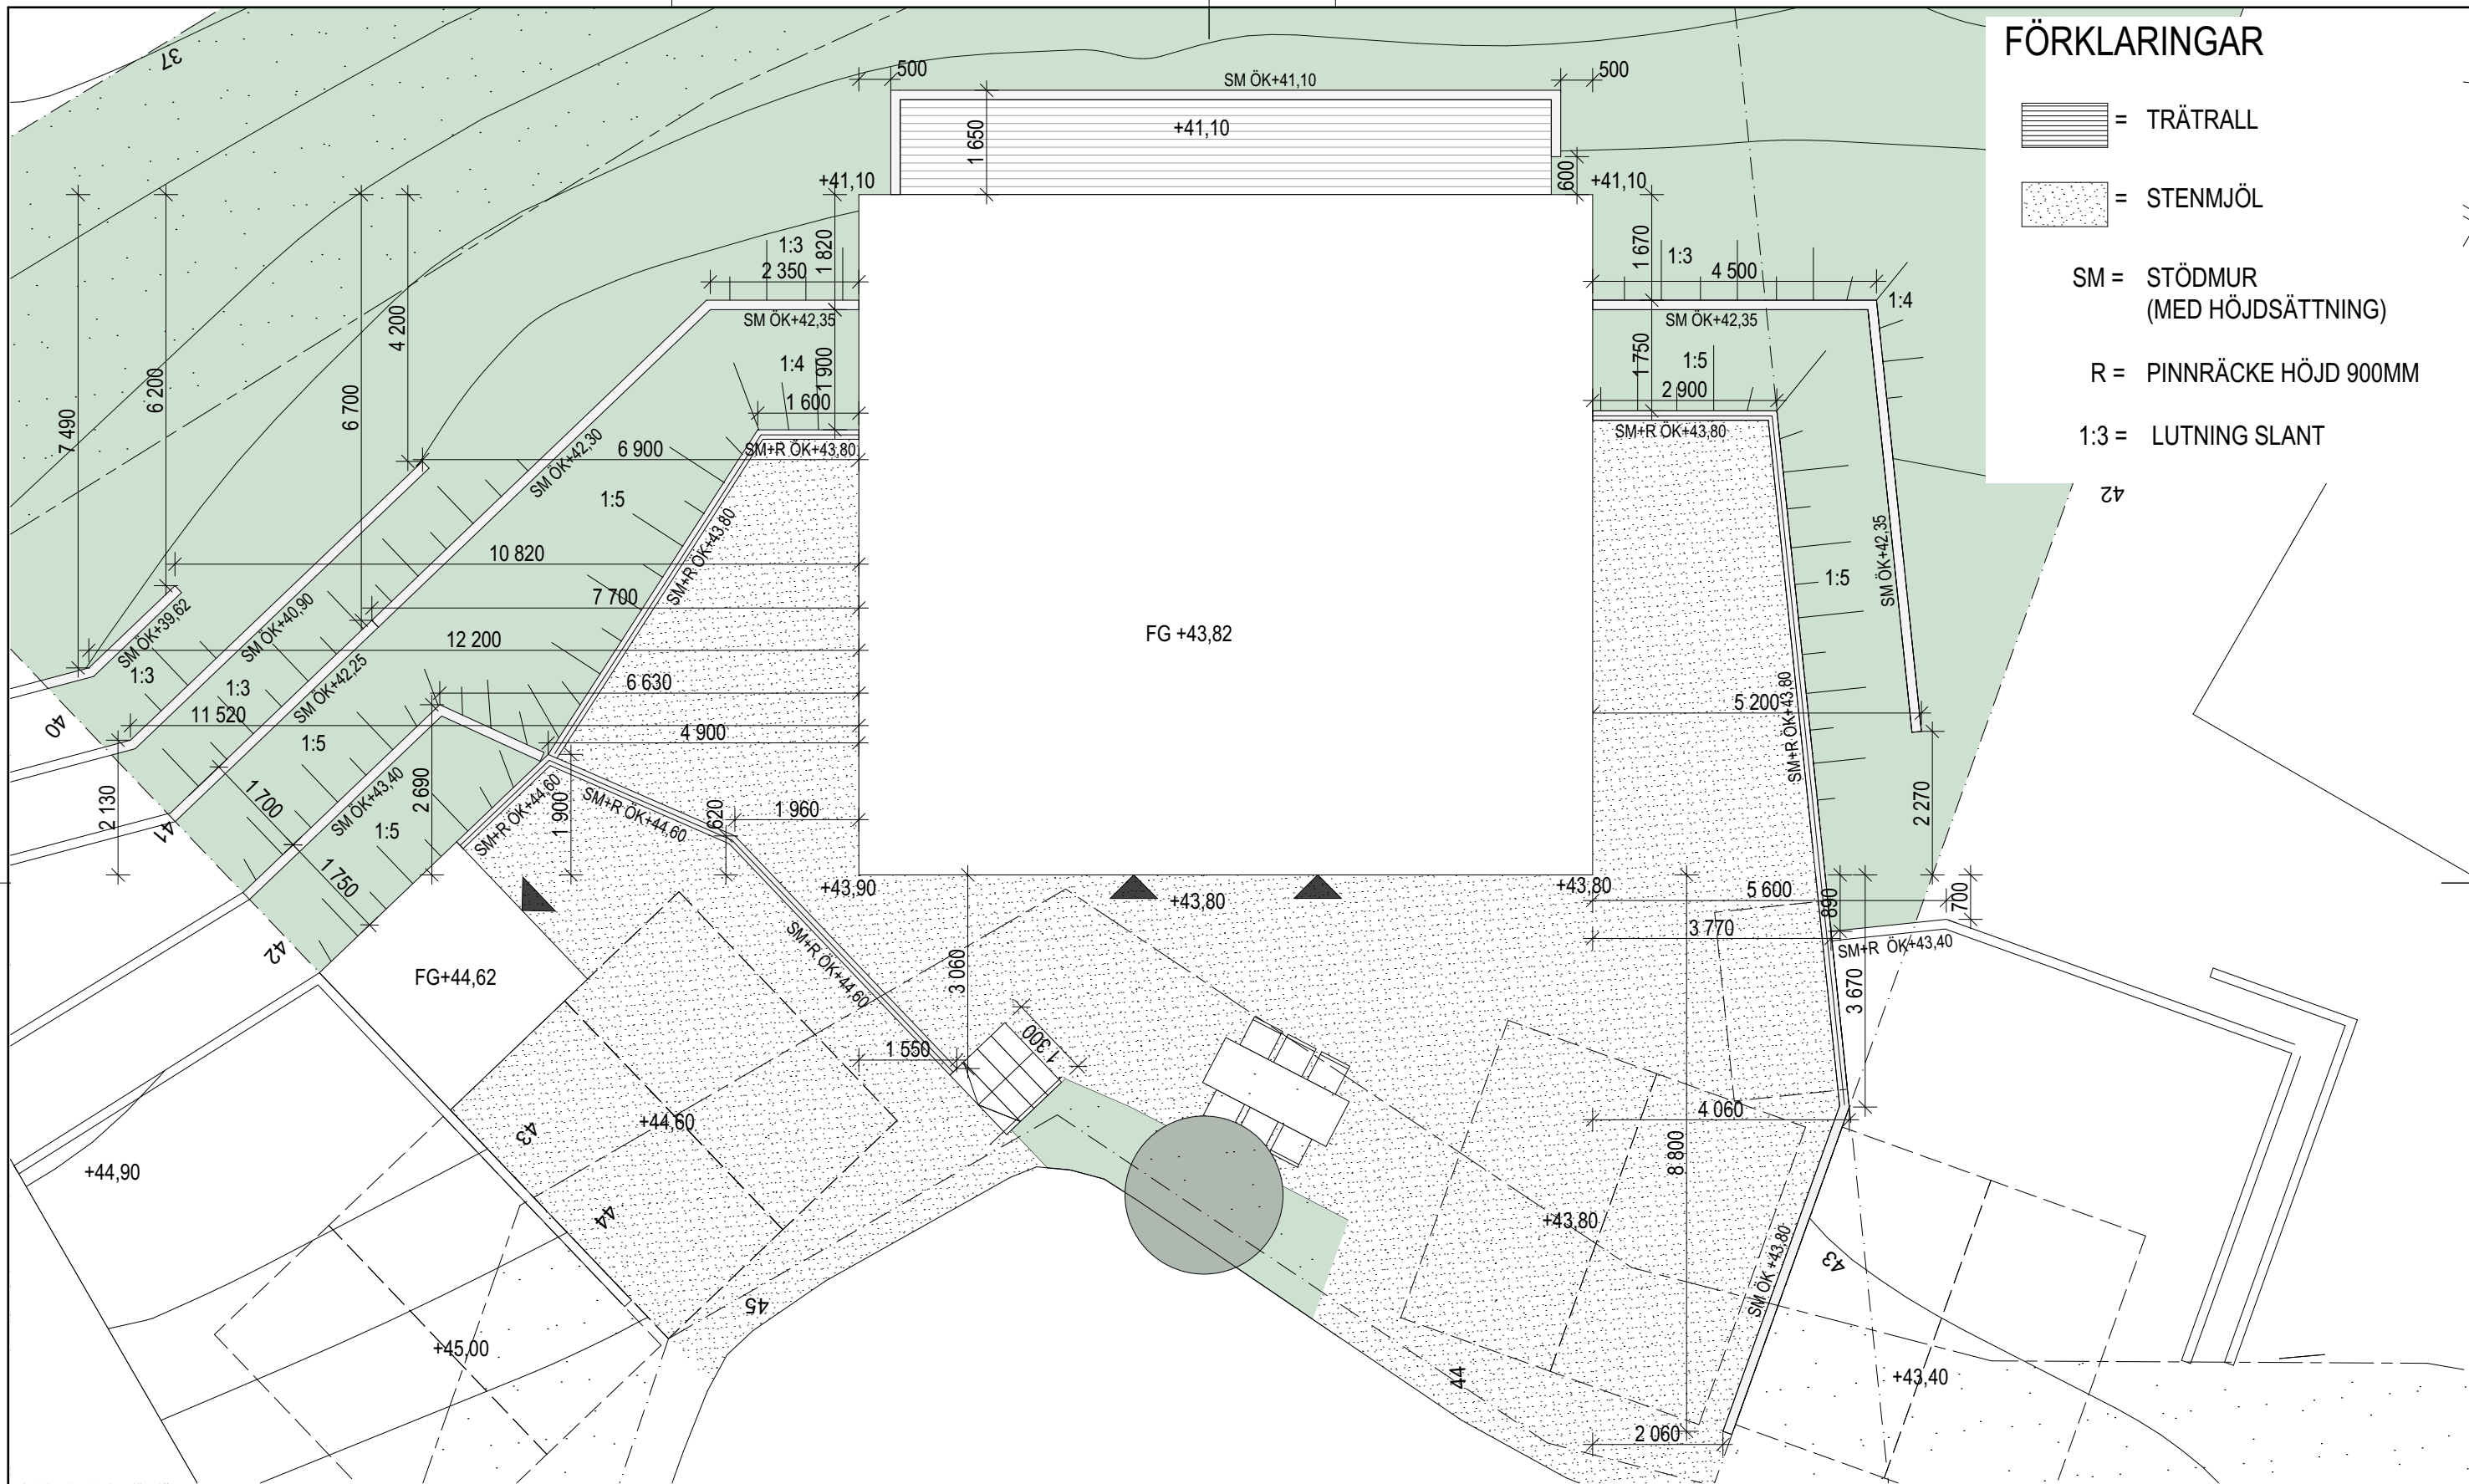 FÖRKLARINGAR
= TRÄTRALL
= STENMJÖL
SM = STÖDMUR
(MED HÖJDSÄTTNING)
R = PINNRÄCKE HÖJD 900MM
1:3 = LUTNING SLANT
37
500
SM ÖK+41,10
500
1 650
+41,10
600
+41,10
+41,10
1:3
1 820
2 350
SM ÖK+42,35
1:4
1 900
1 600
SM+R ÖK+43,80
1 670
1:3
4 500
1:4
SM ÖK+42,35
1 750
1:5
2 900
SM+R ÖK+43,80
42
7 490
6 200
6 700
4 200
6 900
SM ÖK+42,30
1:5
10 820
SM+R ÖK+43,80
7 700
12 200
SM ÖK+39,62
SM ÖK+40,90
SM ÖK+42,25
1:3
1:3
6 630
11 520
4 900
40
1:5
SM ÖK+43,40
2 690
1:5
2 130
1 700
41
1 750
42
SM+R ÖK+44,60
SM+R ÖK+44,60
1 900
620
1 960
FG +43,82
SM ÖK+42,35
1:5
5 200
SM+R ÖK+43,80
2 270
+43,90
+43,80
+43,80
5 600
890
700
3 770
SM+R ÖK+43,40
3 670
FG+44,62
SM+R ÖK+44,60
3 060
1 550
1 300
4 060
8 800
+44,60
43
44
+44,90
45
+45,00
+43,80
SM ÖK +43,80
43
44
+43,40
2 060